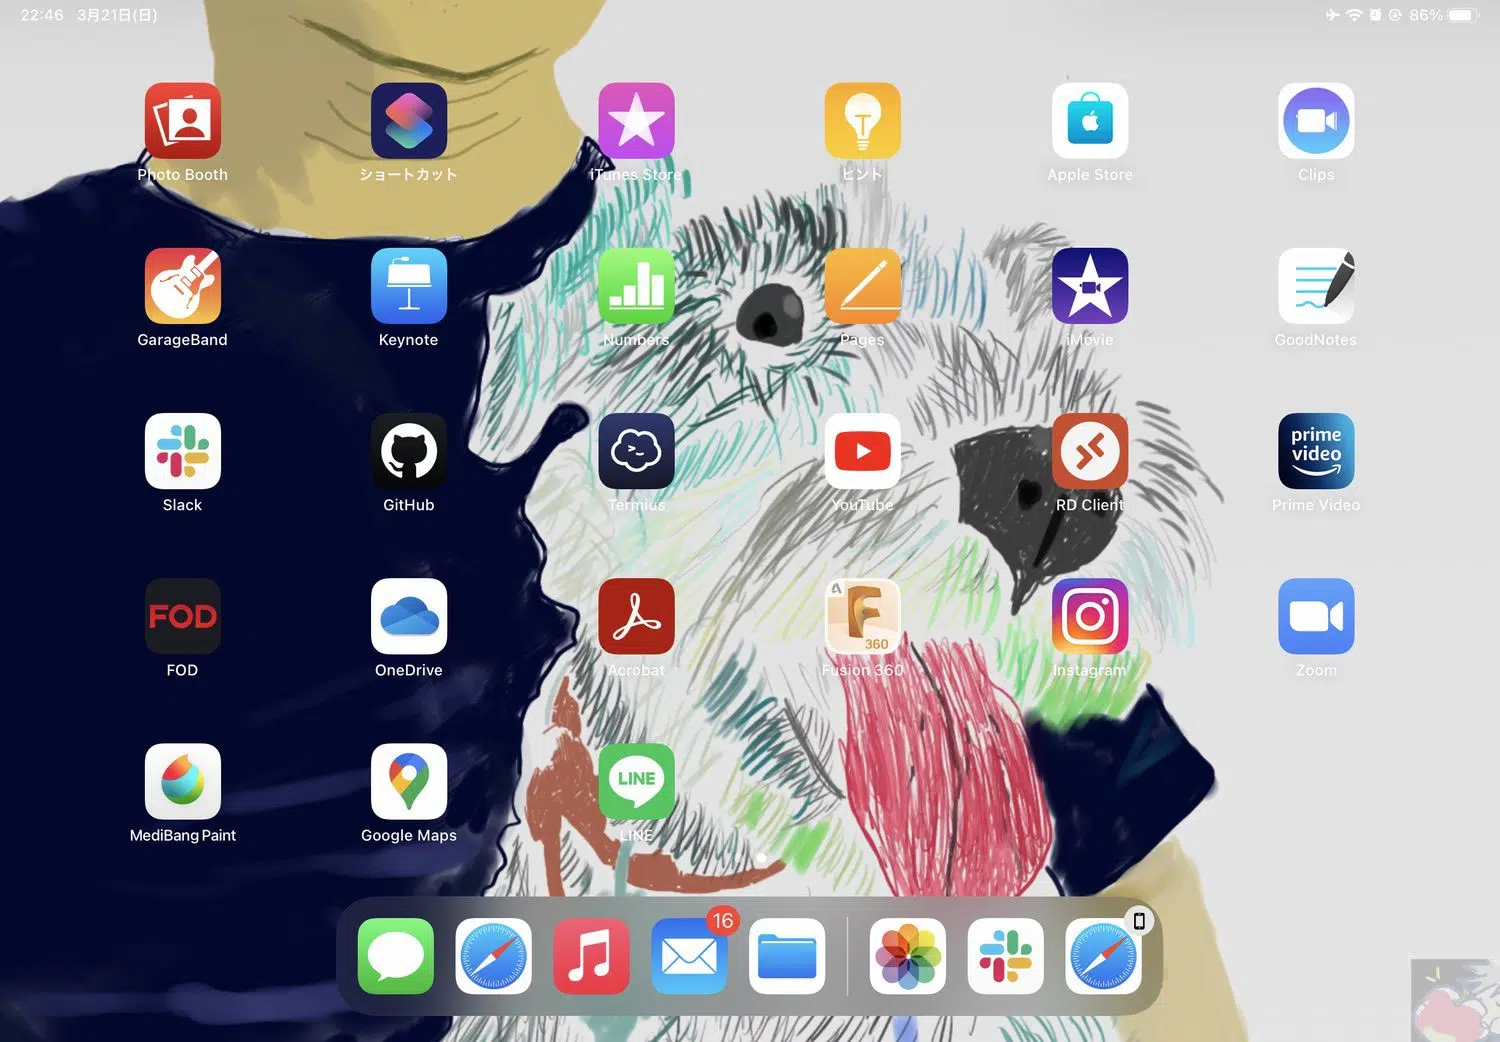 22:46 3月21日(日)
86%
Photo Booth
ショートカット
iTunes Store
ヒント
Apple Store
Clips
GarageBand
Keynote
Numbers
Pages
iMovie
GoodNotes
prime
video
Slack
GitHub
Termius
YouTube
RD Client
Prime Video
FOD
A
F
360
FOD
OneDrive
Acrobat
Fusion 360
Instagram
Zoom
LINE
MediBang Paint
Google Maps
LINE
16